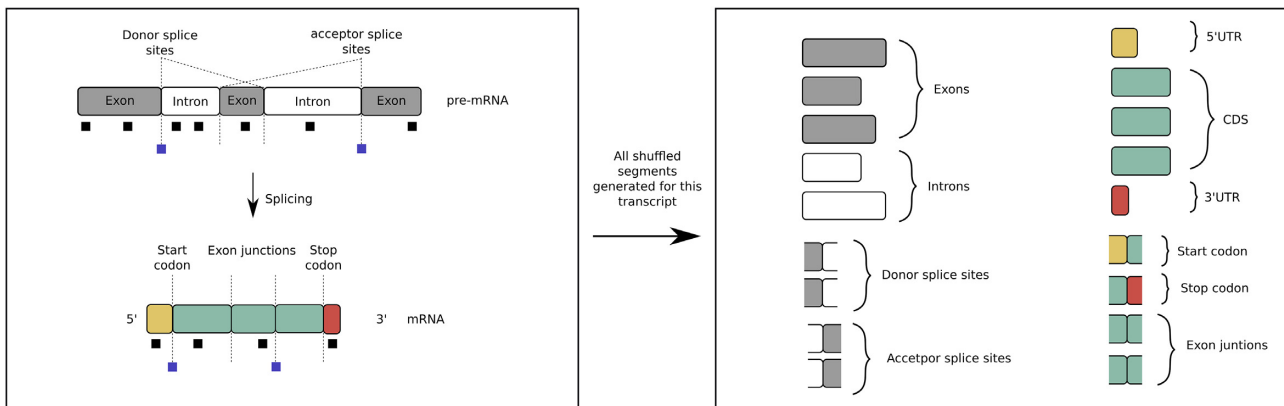 Donor splice
sites
acceptor splice
sites
Exon
Intron
Exon
Intron
Exon
pre-mRNA
Splicing
Start
codon
Exon junctions
Stop
codon
5'
3'
mRNA
All shuffled
segments
generated for this
transcript
Exons
Introns
Donor splice sites
Accetpor splice sites
5'UTR
CDS
3'UTR
Start codon
Stop codon
Exon juntions